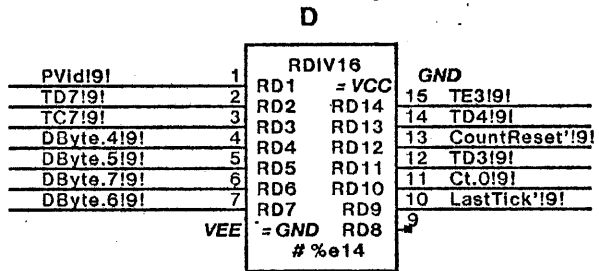 D
RDIV16
PVid!9! 1 RD1 = VCC GND
TD7!9! 2 RD2 RD14 15 TE3!9!
TC7!9! 3 RD3 RD13 14 TD4!9!
DByte.4!9! 4 RD4 RD12 13 CountReset'!9!
DByte.5!9! 5 RD5 RD11 12 TD3!9!
DByte.7!9! 6 RD6 RD10 11 Ct.0!9!
DByte.6!9! 7 RD7 RD9 10 LastTick'!9!
VEE = GND RD8 9
# %e14